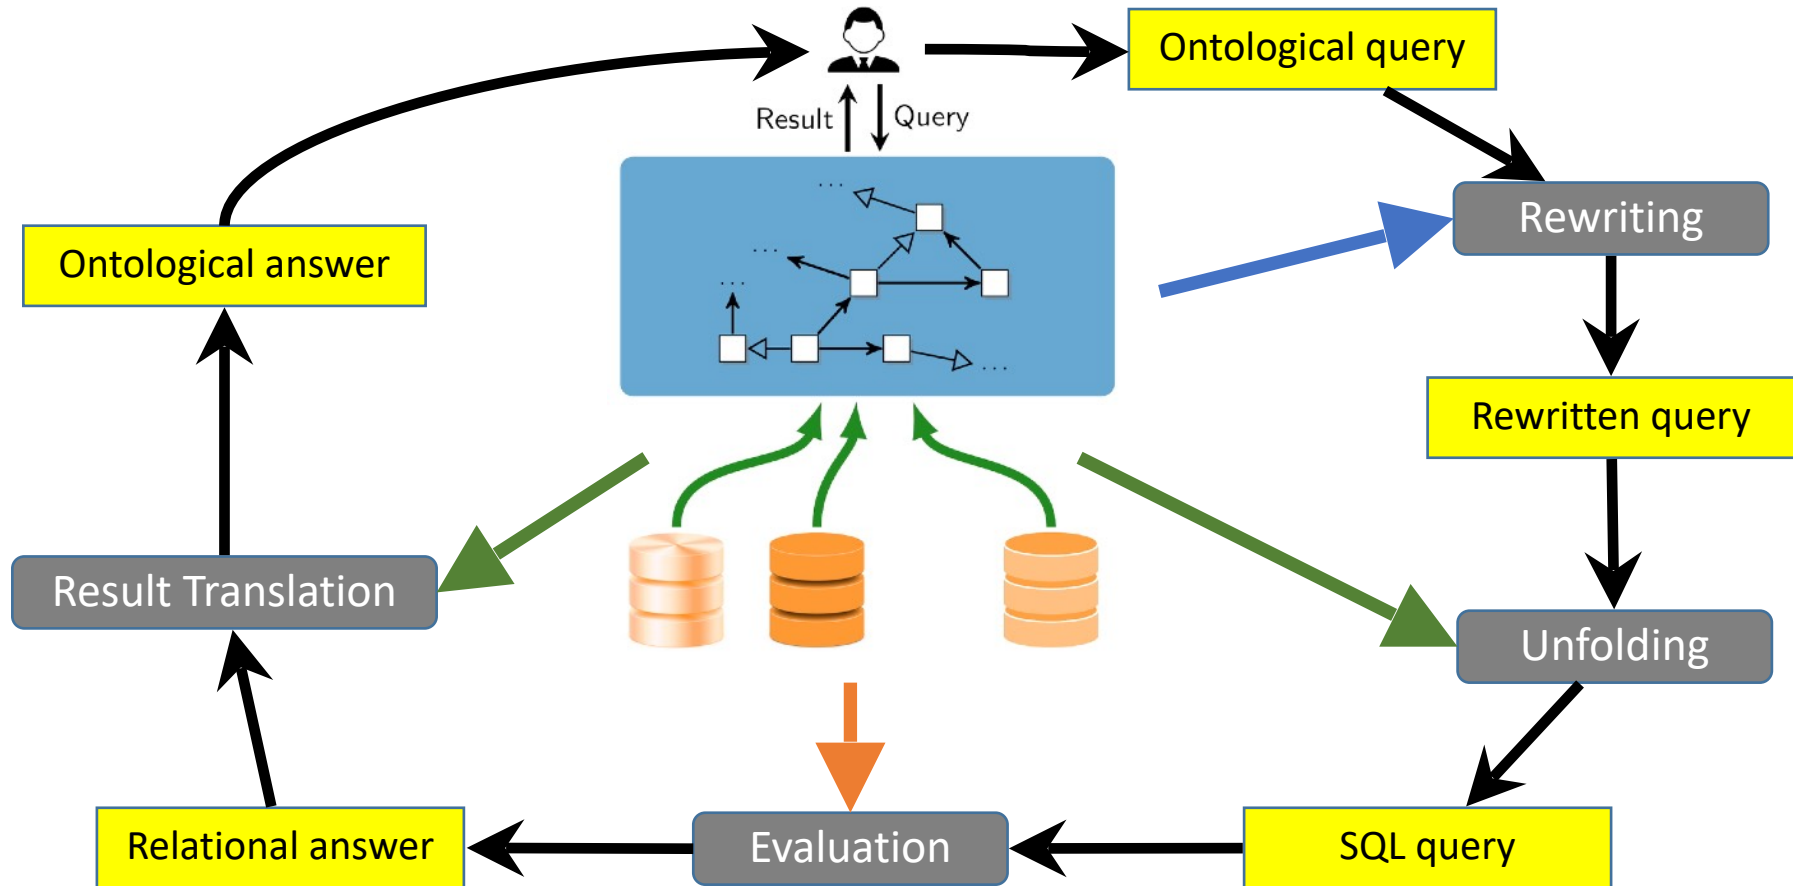 Ontological query
Result
Query
Rewriting
Ontological answer
...
...
...
...
Rewritten query
Result Translation
Unfolding
Relational answer
Evaluation
SQL query